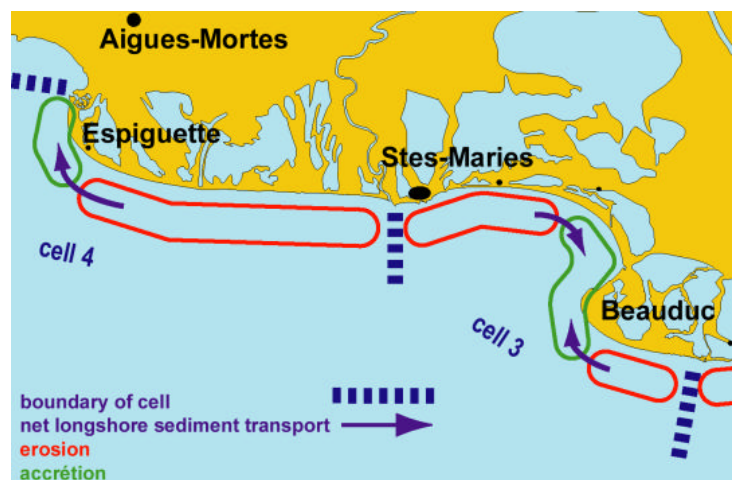 Aigues-Mortes
Espiguette
Stes-Maries
cell 4
Beauduc
cell 3
boundary of cell
net longshore sediment transport
erosion
accrétion